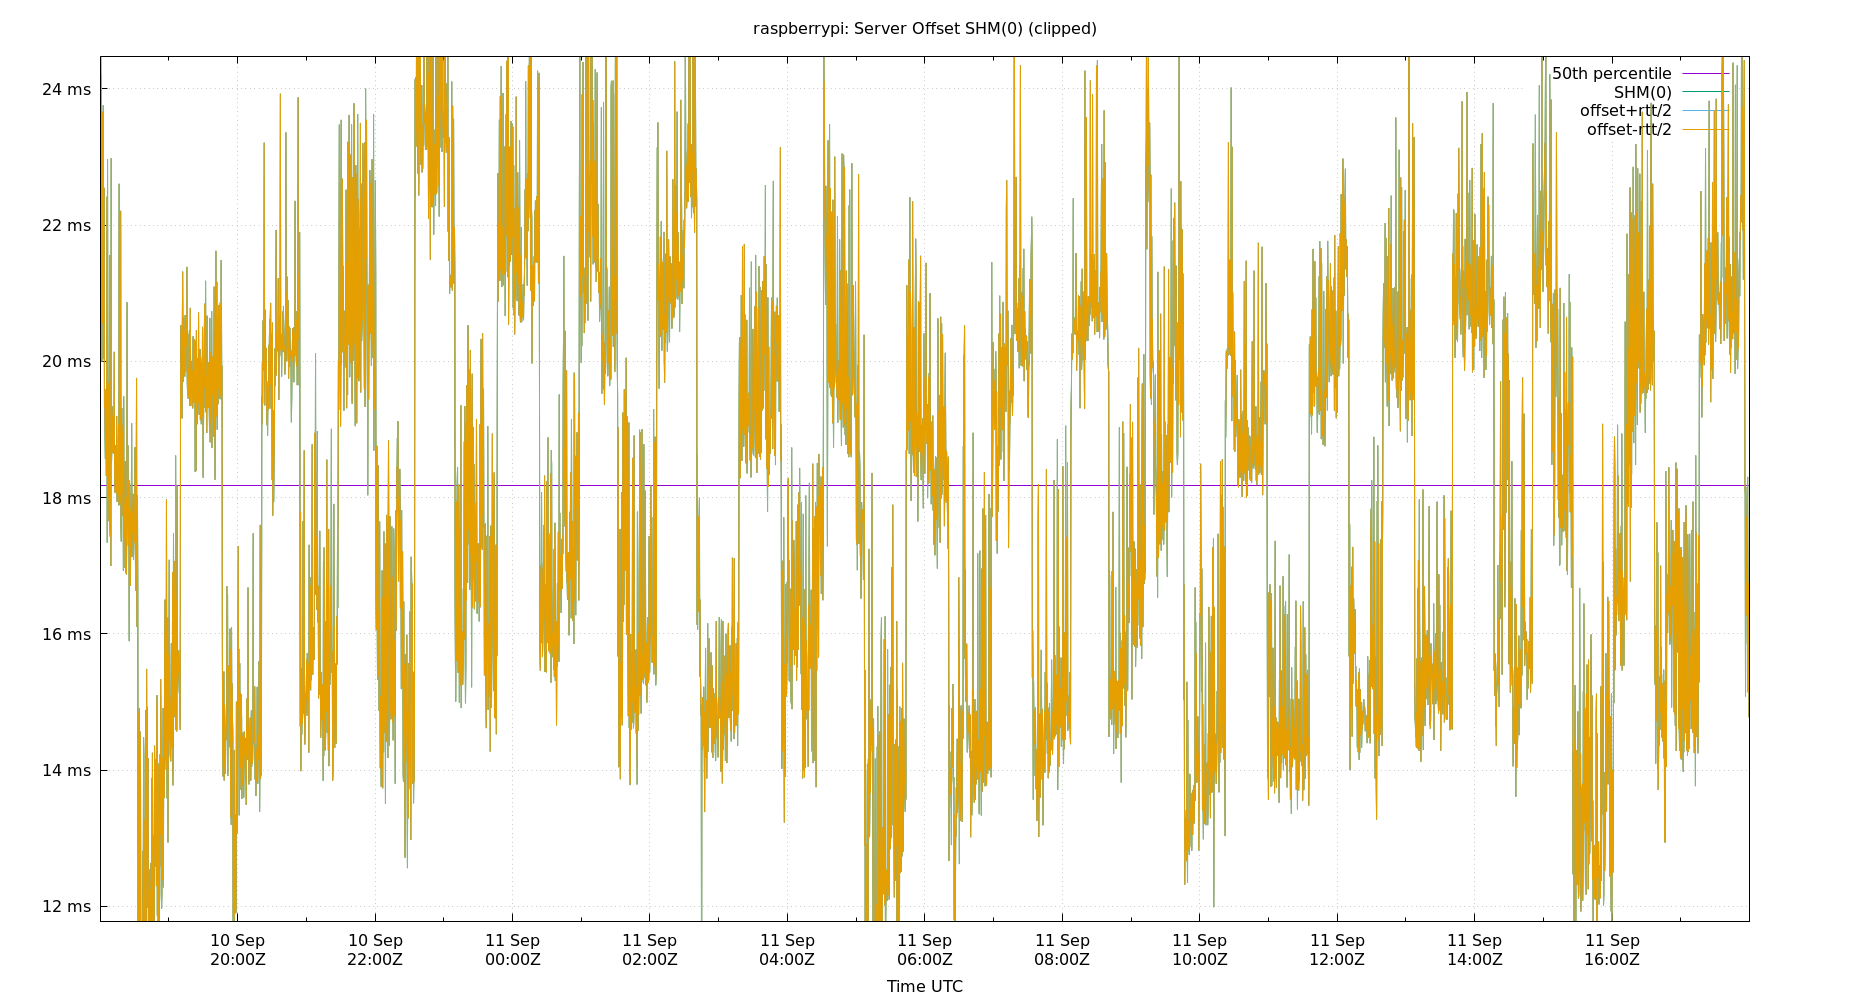 raspberrypi: Server Offset SHM(0) (clipped)
50th percentile
SHM(0)
offset+rtt/2
offset-rtt/2
24 ms
22 ms
20 ms
18 ms
16 ms
14 ms
12 ms
10 Sep 10 Sep 11 Sep 11 Sep 11 Sep 11 Sep 11 Sep 11 Sep 11 Sep 11 Sep 11 Sep
20:00Z 22:00Z 00:00Z 02:00Z 04:00Z 06:00Z 08:00Z 10:00Z 12:00Z 14:00Z 16:00Z
Time UTC